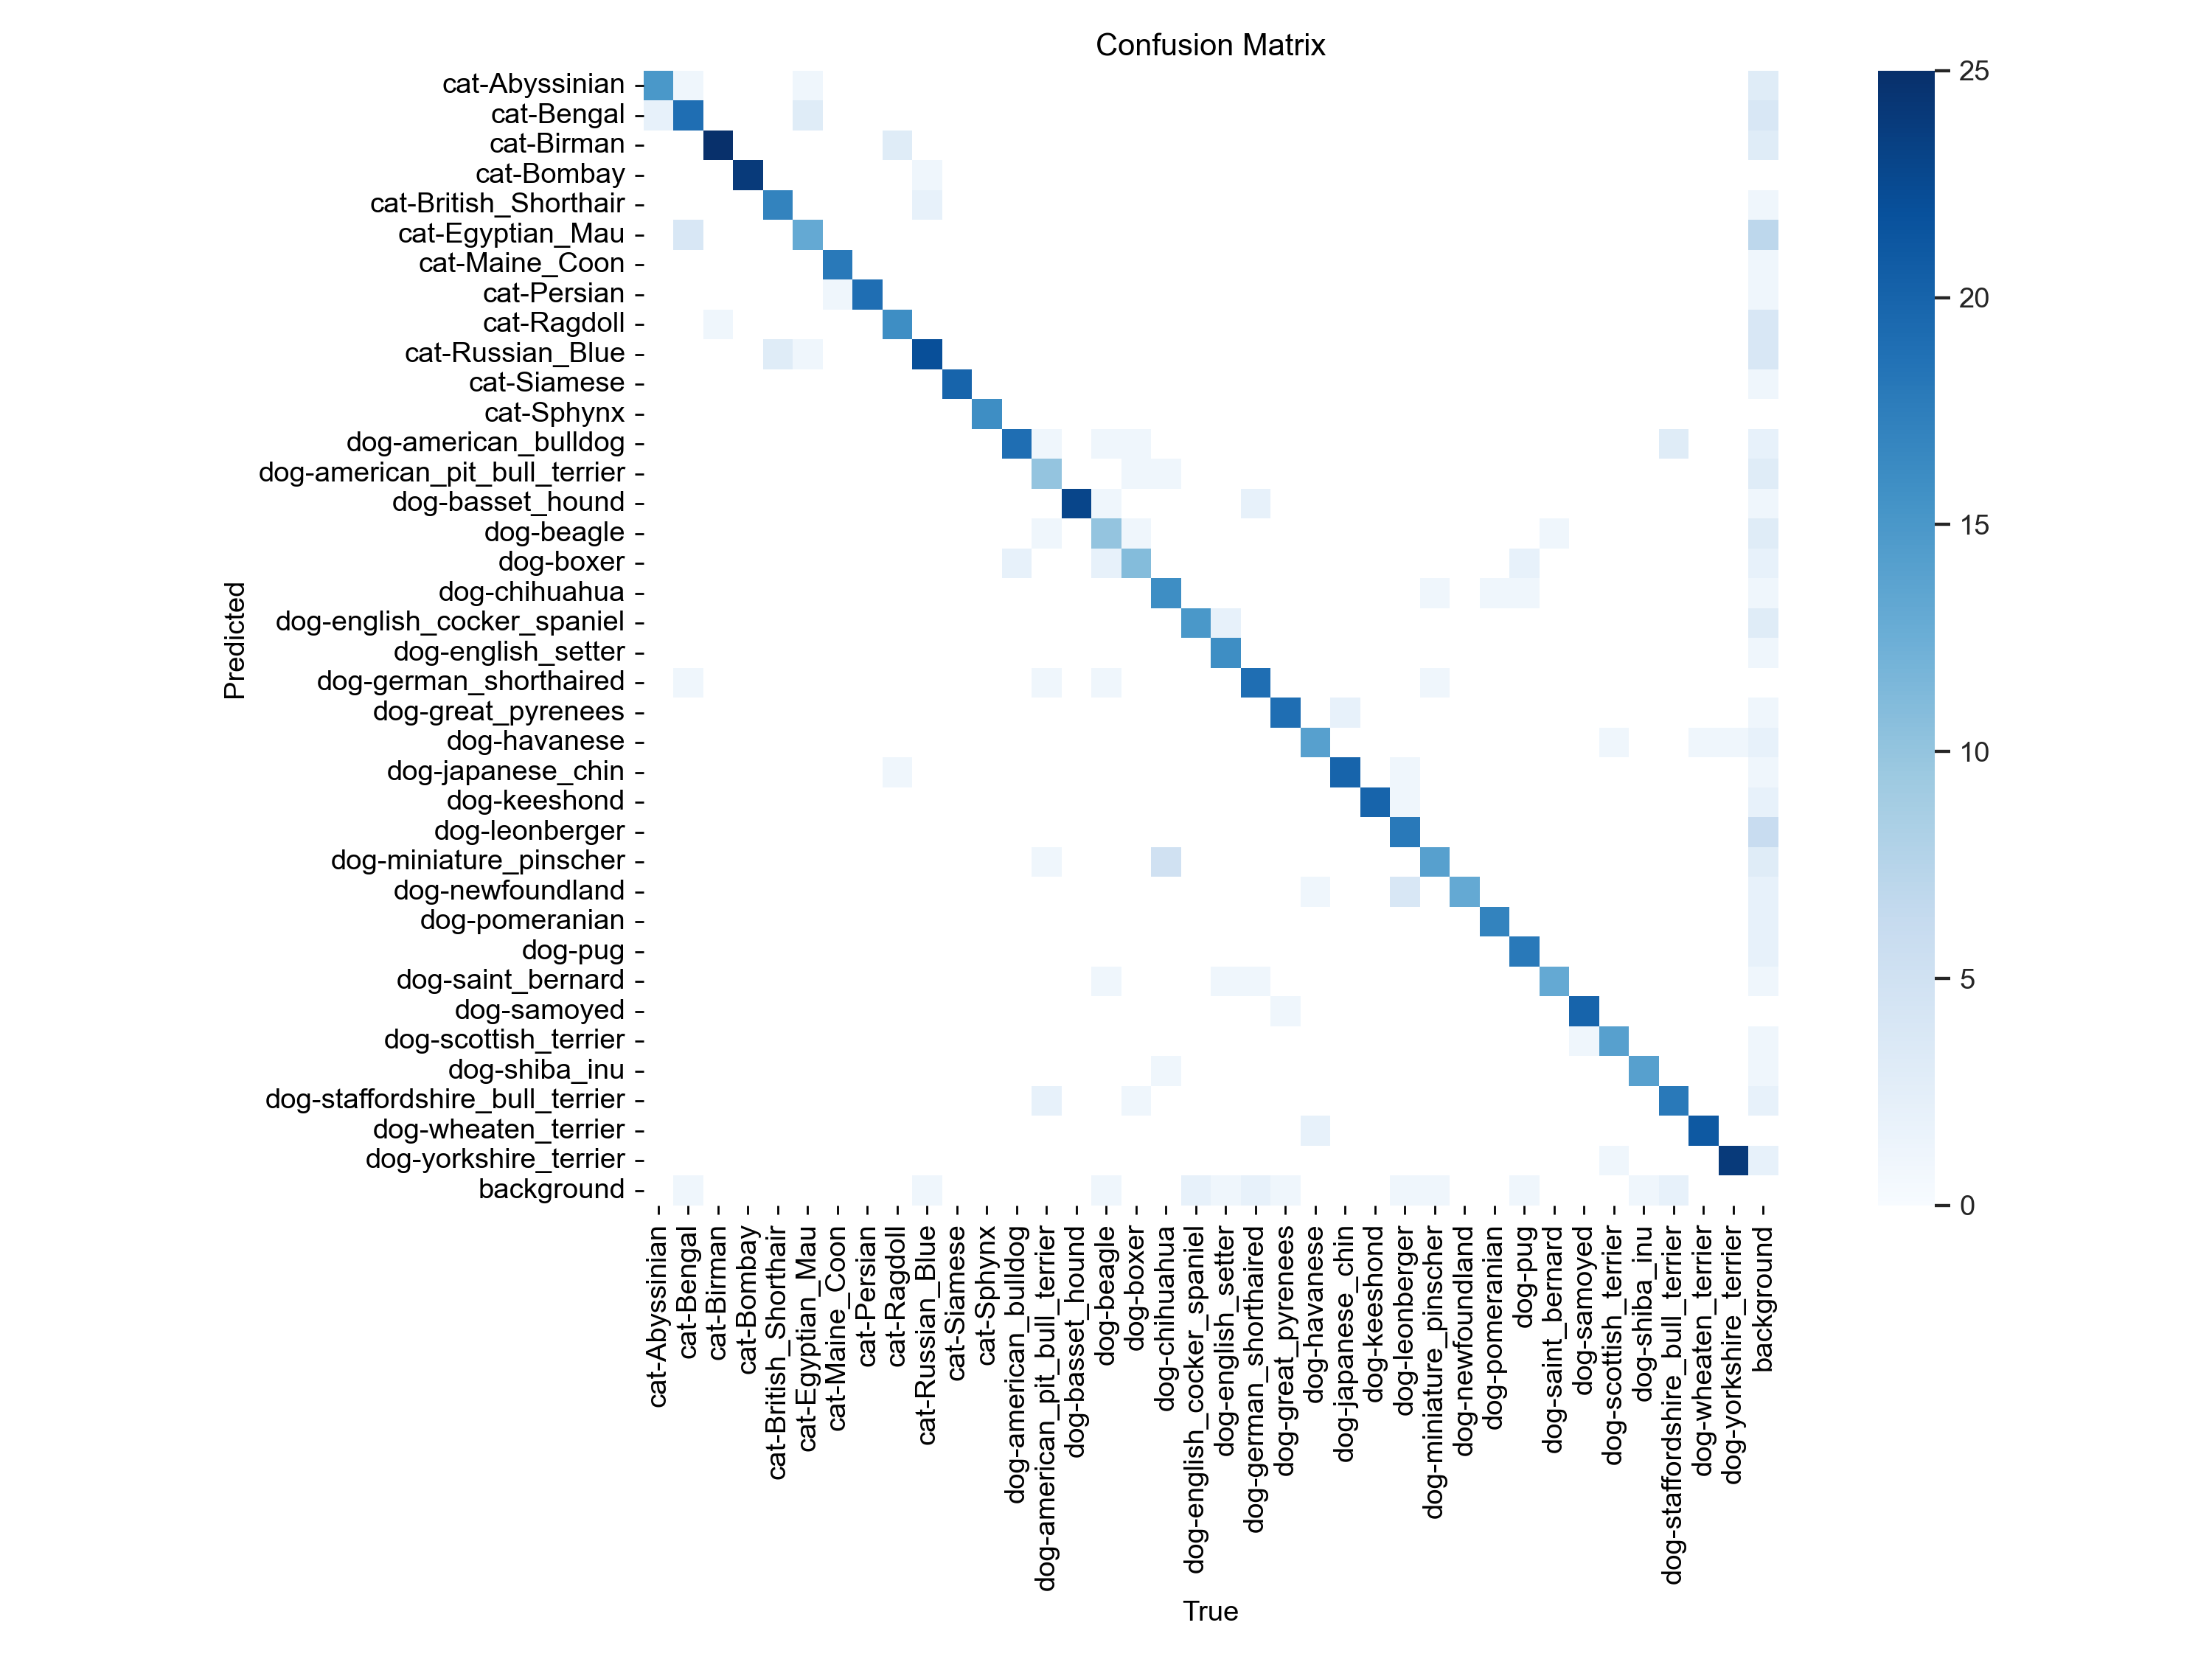 Confusion Matrix
cat-Abyssinian
cat-Bengal
cat-Birman
cat-Bombay
cat-British_Shorthair
cat-Egyptian_Mau
cat-Maine_Coon
cat-Persian
cat-Ragdoll
cat-Russian_Blue
cat-Siamese
cat-Sphynx
dog-american_bulldog
dog-american_pit_bull_terrier
dog-basset_hound
dog-beagle
dog-boxer
dog-chihuahua
dog-english_cocker_spaniel
dog-english_setter
dog-german_shorthaired
dog-great_pyrenees
dog-havanese
dog-japanese_chin
dog-keeshond
dog-leonberger
dog-miniature_pinscher
dog-newfoundland
dog-pomeranian
dog-pug
dog-saint_bernard
dog-samoyed
dog-scottish_terrier
dog-shiba_inu
dog-staffordshire_bull_terrier
dog-wheaten_terrier
dog-yorkshire_terrier
background
Predicted
cat-Abyssinian
cat-Bengal
cat-Birman
cat-Bombay
cat-British_Shorthair
cat-Egyptian_Mau
cat-Maine_Coon
cat-Persian
cat-Ragdoll
cat-Russian_Blue
cat-Siamese
cat-Sphynx
dog-american_bulldog
dog-american_pit_bull_terrier
dog-basset_hound
dog-beagle
dog-boxer
dog-chihuahua
dog-english_cocker_spaniel
dog-english_setter
dog-german_shorthaired
dog-great_pyrenees
dog-havanese
dog-japanese_chin
dog-keeshond
dog-leonberger
dog-miniature_pinscher
dog-newfoundland
dog-pomeranian
dog-pug
dog-saint_bernard
dog-samoyed
dog-scottish_terrier
dog-shiba_inu
dog-staffordshire_bull_terrier
dog-wheaten_terrier
dog-yorkshire_terrier
background
True
25
20
15
10
5
0